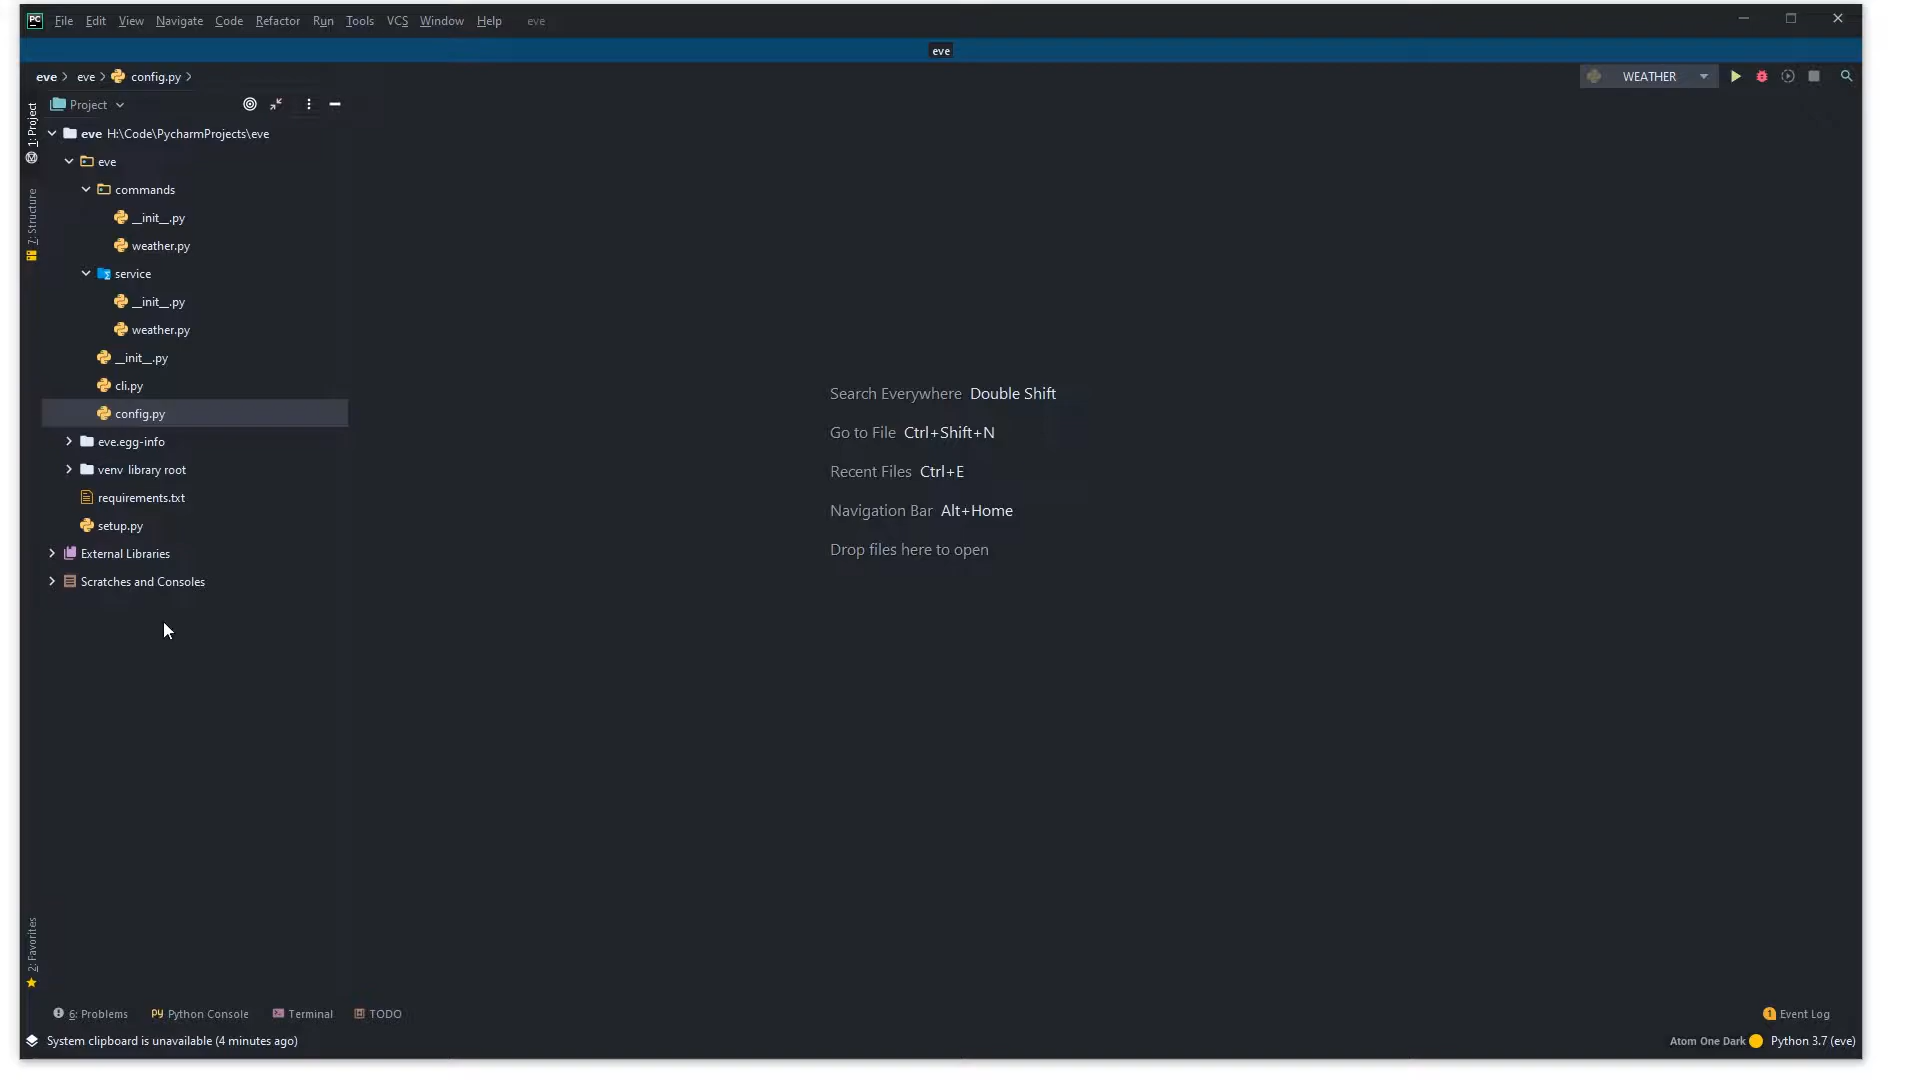 PC File Edit View Navigate Code Refactor Run Tools VCS Window Help eve
eve
eve eve config.py
WEATHER
Project
1: Project
7: Structure
2: Favorites
eve H:\Code\PycharmProjects\eve
eve
commands
__init__.py
weather.py
service
__init__.py
weather.py
__init__.py
cli.py
config.py
eve.egg-info
venv library root
requirements.txt
setup.py
External Libraries
Scratches and Consoles
Search Everywhere Double Shift
Go to File Ctrl+Shift+N
Recent Files Ctrl+E
Navigation Bar Alt+Home
Drop files here to open
6: Problems PY Python Console Terminal TODO
1 Event Log
System clipboard is unavailable (4 minutes ago)
Atom One Dark Python 3.7 (eve)